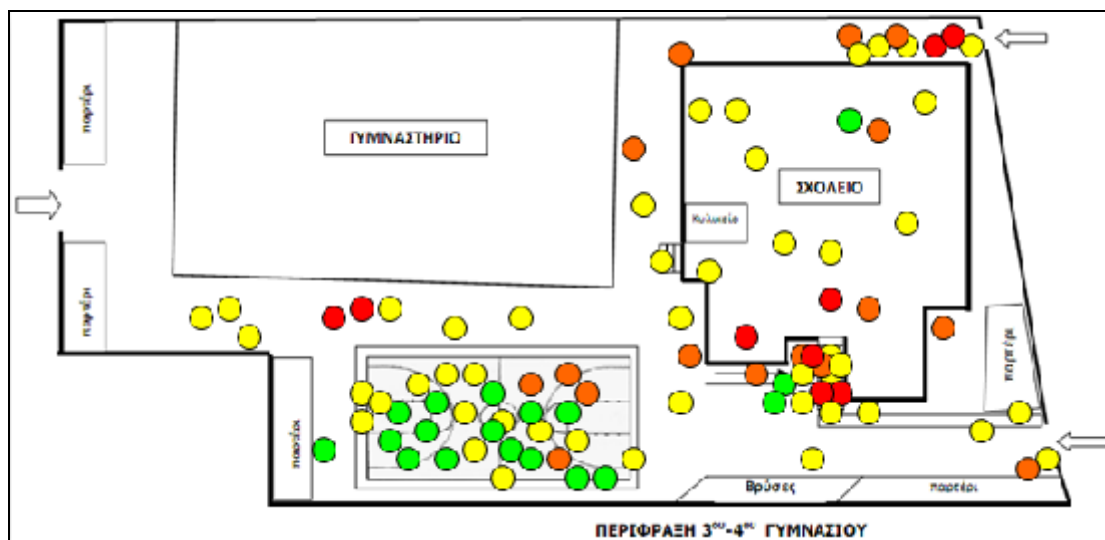 παρτέρι
ΓΥΜΝΑΣΤΗΡΙΟ
ΣΧΟΛΕΙΟ
Κυλικείο
παρτέρι
παρτέρι
παρτέρι
Βρύσες
παρτέρι
ΠΕΡΙΦΡΑΞΗ 3ου-4ου ΓΥΜΝΑΣΙΟΥ